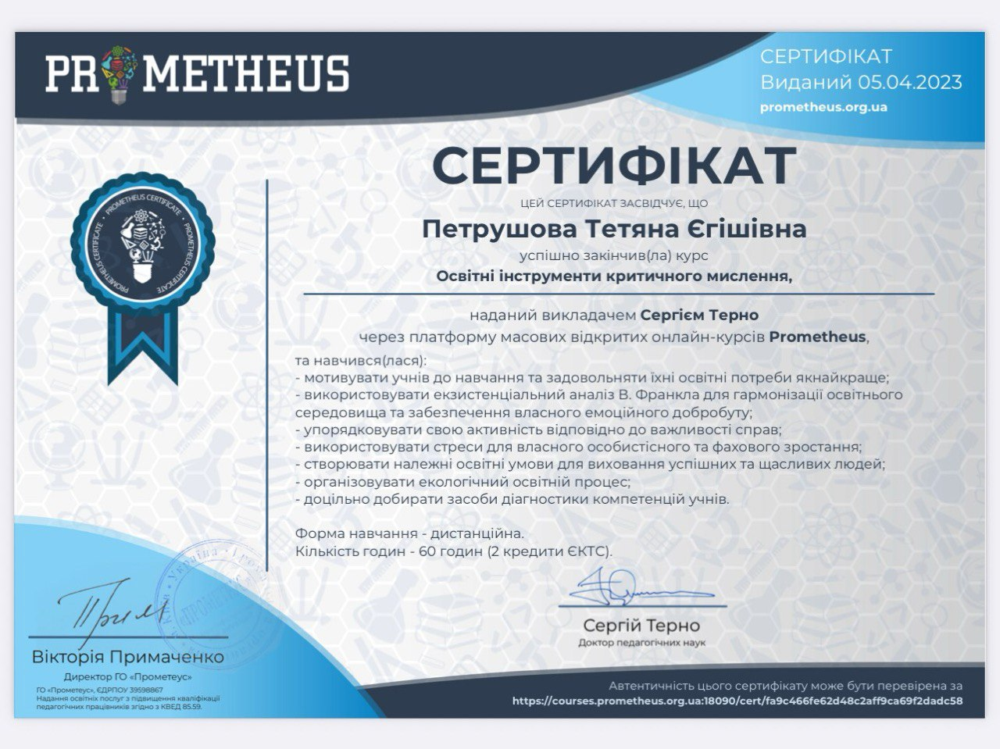 PROMETHEUS
СЕРТИФІКАТ
Виданий 05.04.2023
prometheus.org.ua
СЕРТИФІКАТ
ЦЕЙ СЕРТИФІКАТ ЗАСВІДЧУЄ, ЩО
Петрушова Тетяна Єгішівна
успішно закінчив(ла) курс
Освітні інструменти критичного мислення,
наданий викладачем Сергієм Терно
через платформу масових відкритих онлайн-курсів Prometheus,
та навчився(лася):
- мотивувати учнів до навчання та задовольняти їхні освітні потреби якнайкраще;
- використовувати екзистенціальний аналіз В. Франкла для гармонізації освітнього
середовища та забезпечення власного емоційного добробуту;
- упорядковувати свою активність відповідно до важливості справ;
- використовувати стреси для власного особистісного та фахового зростання;
- створювати належні освітні умови для виховання успішних та щасливих людей;
- організовувати екологічний освітній процес;
- доцільно добирати засоби діагностики компетенцій учнів.
Форма навчання - дистанційна.
Кількість годин - 60 годин (2 кредити ЄКТС).
PROMETHEUS CERTIFICATE • PROMETHEUS CERTIFICATE • PROMETHEUS CERTIFICATE
Сергій Терно
Доктор педагогічних наук
Вікторія Примаченко
Директор ГО «Прометеус»
ГО «Прометеус», ЄДРПОУ 39598867
Надання освітніх послуг з підвищення кваліфікації
педагогічних працівників згідно з КВЕД 85.59.
Автентичність цього сертифікату може бути перевірена за
https://courses.prometheus.org.ua:18090/cert/fa9c466fe62d48c2aff9ca69f2dadc58